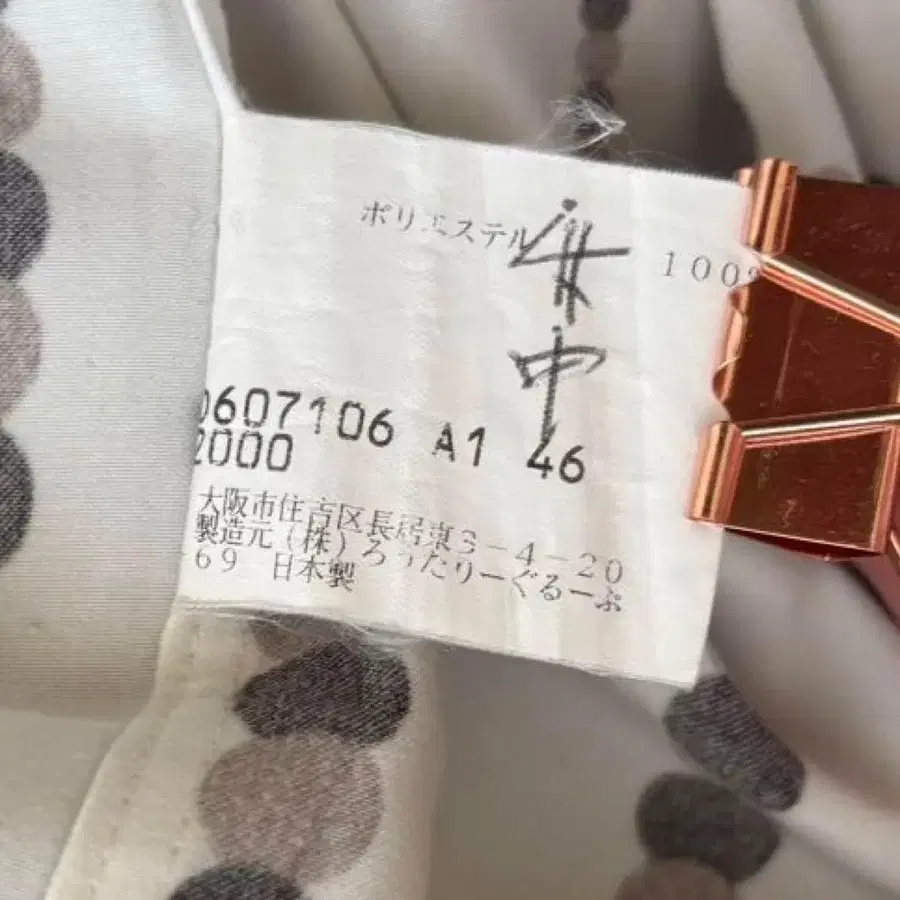 ポリエステル 100%
中
0607106 A1 46
2000
大阪市住吉区長居東3-4-20
製造元(株)ろったりーぐるーぷ
69 日本製